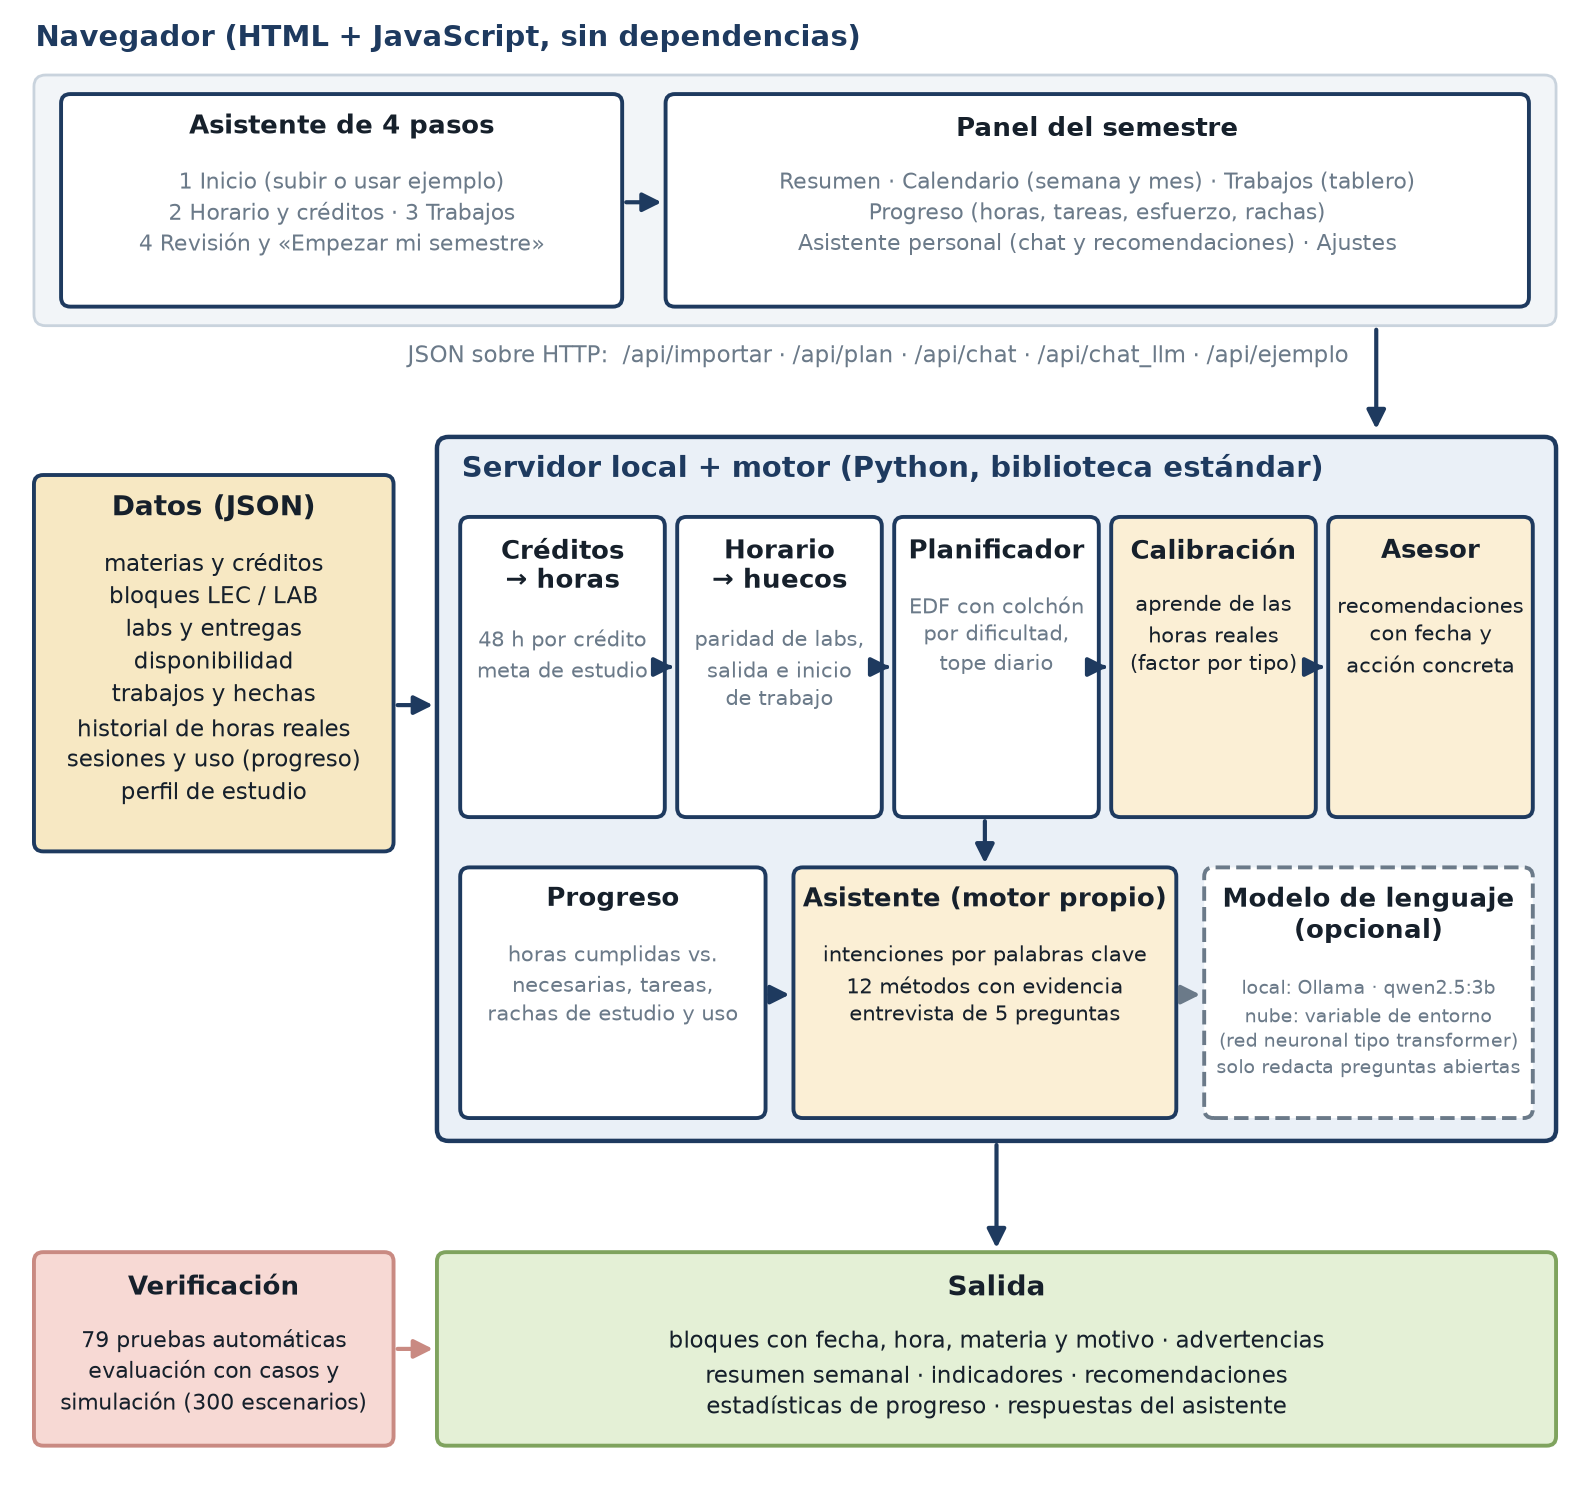 Navegador (HTML + JavaScript, sin dependencias)
Asistente de 4 pasos
1 Inicio (subir o usar ejemplo)
2 Horario y créditos · 3 Trabajos
4 Revisión y «Empezar mi semestre»
Panel del semestre
Resumen · Calendario (semana y mes) · Trabajos (tablero)
Progreso (horas, tareas, esfuerzo, rachas)
Asistente personal (chat y recomendaciones) · Ajustes
JSON sobre HTTP:  /api/importar · /api/plan · /api/chat · /api/chat_llm · /api/ejemplo
Datos (JSON)
materias y créditos
bloques LEC / LAB
labs y entregas
disponibilidad
trabajos y hechas
historial de horas reales
sesiones y uso (progreso)
perfil de estudio
Servidor local + motor (Python, biblioteca estándar)
Créditos
→ horas
48 h por crédito
meta de estudio
Horario
→ huecos
paridad de labs,
salida e inicio
de trabajo
Planificador
EDF con colchón
por dificultad,
tope diario
Calibración
aprende de las
horas reales
(factor por tipo)
Asesor
recomendaciones
con fecha y
acción concreta
Progreso
horas cumplidas vs.
necesarias, tareas,
rachas de estudio y uso
Asistente (motor propio)
intenciones por palabras clave
12 métodos con evidencia
entrevista de 5 preguntas
Modelo de lenguaje
(opcional)
local: Ollama · qwen2.5:3b
nube: variable de entorno
(red neuronal tipo transformer)
solo redacta preguntas abiertas
Verificación
79 pruebas automáticas
evaluación con casos y
simulación (300 escenarios)
Salida
bloques con fecha, hora, materia y motivo · advertencias
resumen semanal · indicadores · recomendaciones
estadísticas de progreso · respuestas del asistente